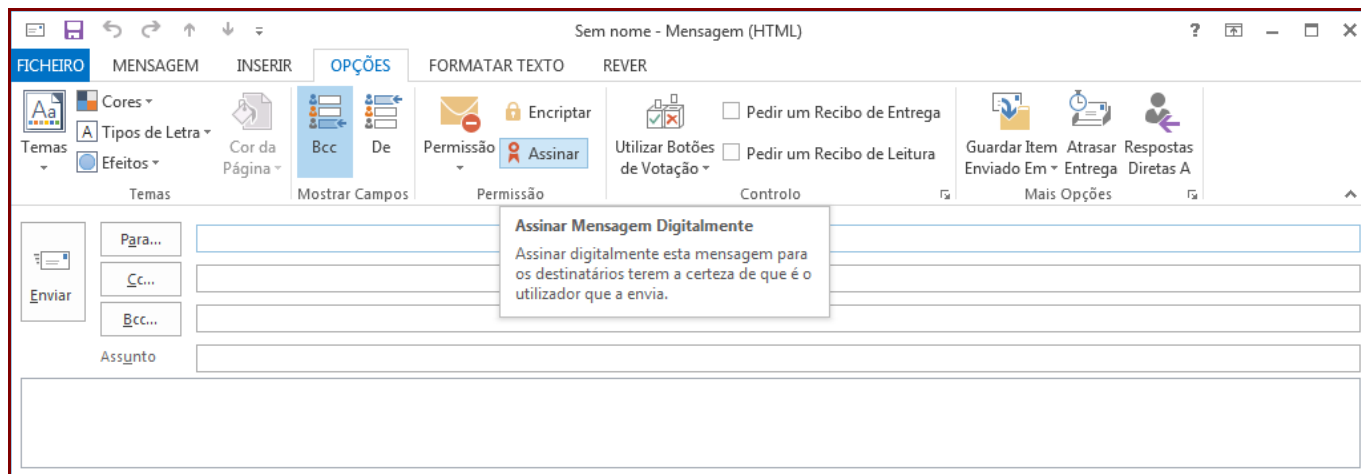 Sem nome - Mensagem (HTML)
?
FICHEIRO MENSAGEM INSERIR OPÇÕES FORMATAR TEXTO REVER
Aa
Temas
Cores
A Tipos de Letra
Efeitos
Cor da
Página
Temas
Bcc
De
Mostrar Campos
Permissão
Encriptar
Assinar
Permissão
Utilizar Botões
de Votação
Pedir um Recibo de Entrega
Pedir um Recibo de Leitura
Controlo
Guardar Item
Enviado Em
Atrasar
Entrega
Respostas
Diretas A
Mais Opções
Assinar Mensagem Digitalmente
Assinar digitalmente esta mensagem para
os destinatários terem a certeza de que é o
utilizador que a envia.
Enviar
Para...
Cc...
Bcc...
Assunto